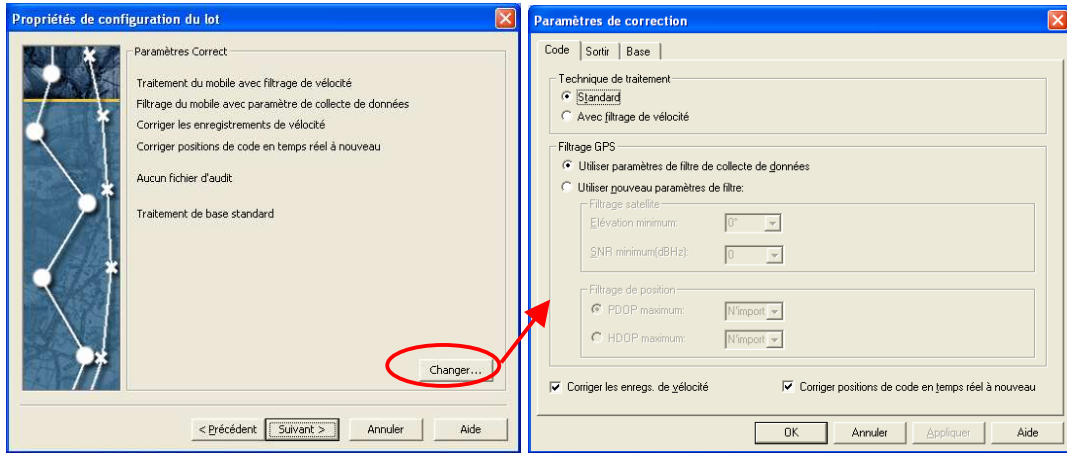 Propriétés de configuration du lot
Paramètres Correct
Traitement du mobile avec filtrage de vélocité
Filtrage du mobile avec paramètre de collecte de données
Corriger les enregistrements de vélocité
Corriger positions de code en temps réel à nouveau
Aucun fichier d'audit
Traitement de base standard
Changer...
< Précédent
Suivant >
Annuler
Aide
Paramètres de correction
Code
Sortir
Base
Technique de traitement
Standard
Avec filtrage de vélocité
Filtrage GPS
Utiliser paramètres de filtre de collecte de données
Utiliser nouveau paramètres de filtre:
Filtrage satellite
Elévation minimum:
0°
SNR minimum(dBHz):
0
Filtrage de position
PDOP maximum:
N'import
HDOP maximum:
N'import
Corriger les enregs. de vélocité
Corriger positions de code en temps réel à nouveau
OK
Annuler
Appliquer
Aide